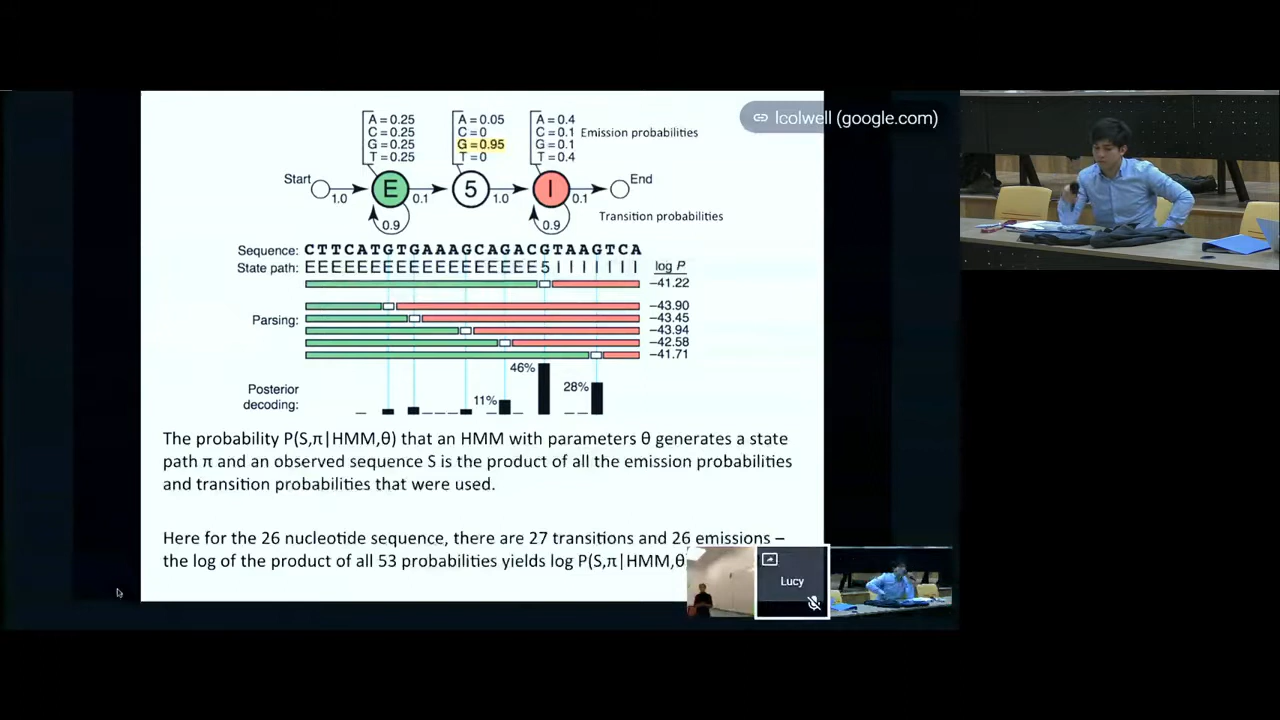 lcolwell (google.com)
A = 0.25
C = 0.25
G = 0.25
T = 0.25
A = 0.05
C = 0
G = 0.95
T = 0
A = 0.4
C = 0.1
G = 0.1
T = 0.4
Emission probabilities
Start
E
5
I
End
1.0
0.1
1.0
0.1
0.9
0.9
Transition probabilities
Sequence: CTTCATGTGAAAGCAGACGTAAGTCA
State path: EEEEEEEEEEEEEEEEEE5IIIIIII
log P
−41.22
Parsing:
−43.90
−43.45
−43.94
−42.58
−41.71
Posterior
decoding:
11%
46%
28%
The probability P(S,π|HMM,θ) that an HMM with parameters θ generates a state
path π and an observed sequence S is the product of all the emission probabilities
and transition probabilities that were used.
Here for the 26 nucleotide sequence, there are 27 transitions and 26 emissions –
the log of the product of all 53 probabilities yields log P(S,π|HMM,θ
Lucy